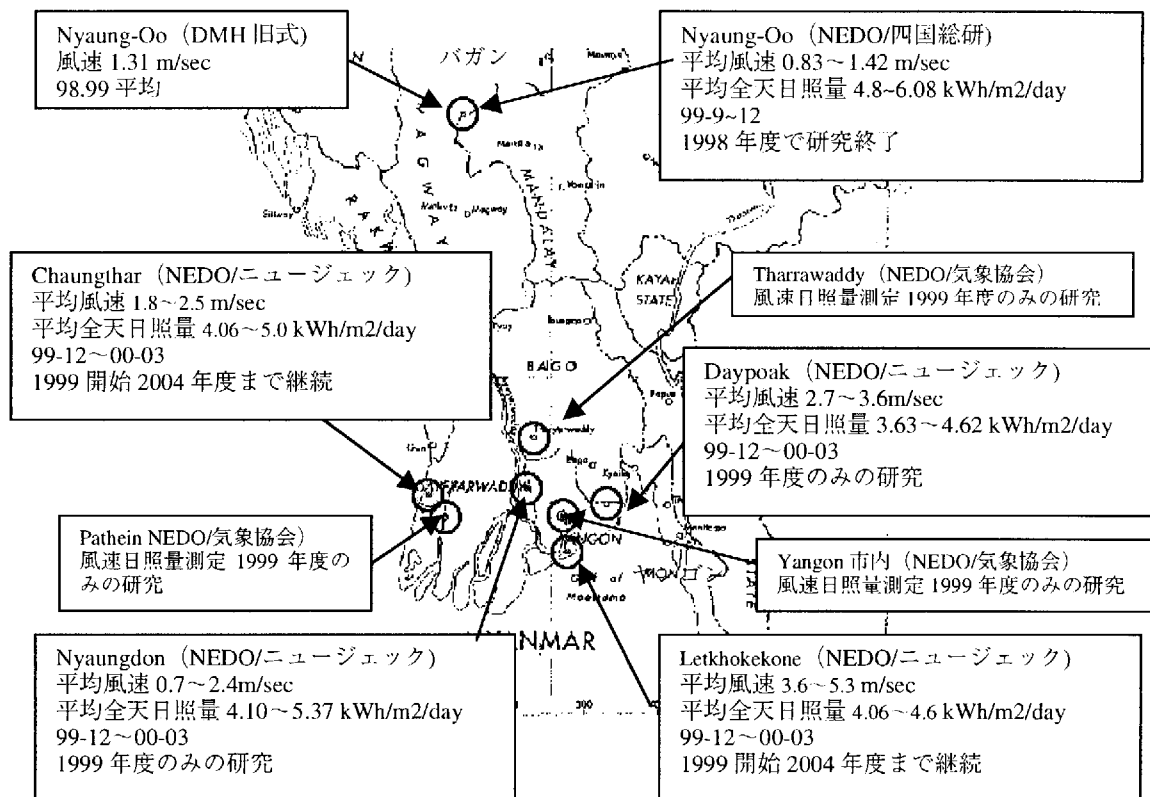 Nyaung-Oo（DMH 旧式）
風速 1.31 m/sec
98.99 平均
バガン
Nyaung-Oo（NEDO/四国総研）
平均風速 0.83～1.42 m/sec
平均全天日照量 4.8~6.08 kWh/m2/day
99-9~12
1998 年度で研究終了
MANDALAY
Magway
Sittway
Chaungthar（NEDO/ニュージェック）
平均風速 1.8～2.5 m/sec
平均全天日照量 4.06～5.0 kWh/m2/day
99-12～00-03
1999 開始 2004 年度まで継続
KAYAH
STATE
Tharrawaddy（NEDO/気象協会）
風速日照量測定 1999 年度のみの研究
BAGO
Daypoak（NEDO/ニュージェック）
平均風速 2.7～3.6m/sec
平均全天日照量 3.63～4.62 kWh/m2/day
99-12～00-03
1999 年度のみの研究
Pathein NEDO/気象協会）
風速日照量測定 1999 年度の
みの研究
Yangon 市内（NEDO/気象協会）
風速日照量測定 1999 年度のみの研究
NMAR
Nyaungdon（NEDO/ニュージェック）
平均風速 0.7～2.4m/sec
平均全天日照量 4.10～5.37 kWh/m2/day
99-12～00-03
1999 年度のみの研究
300
Letkhokekone（NEDO/ニュージェック）
平均風速 3.6～5.3 m/sec
平均全天日照量 4.06～4.6 kWh/m2/day
99-12～00-03
1999 開始 2004 年度まで継続